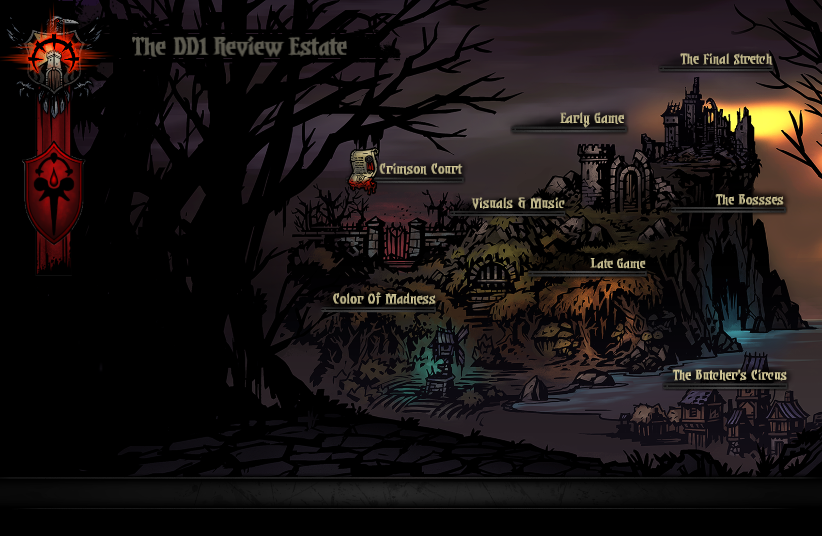 The DD1 Review Estate
The Final Stretch
Early Game
Crimson Court
Visuals & Music
The Bossses
Late Game
Color Of Madness
The Butcher's Circus